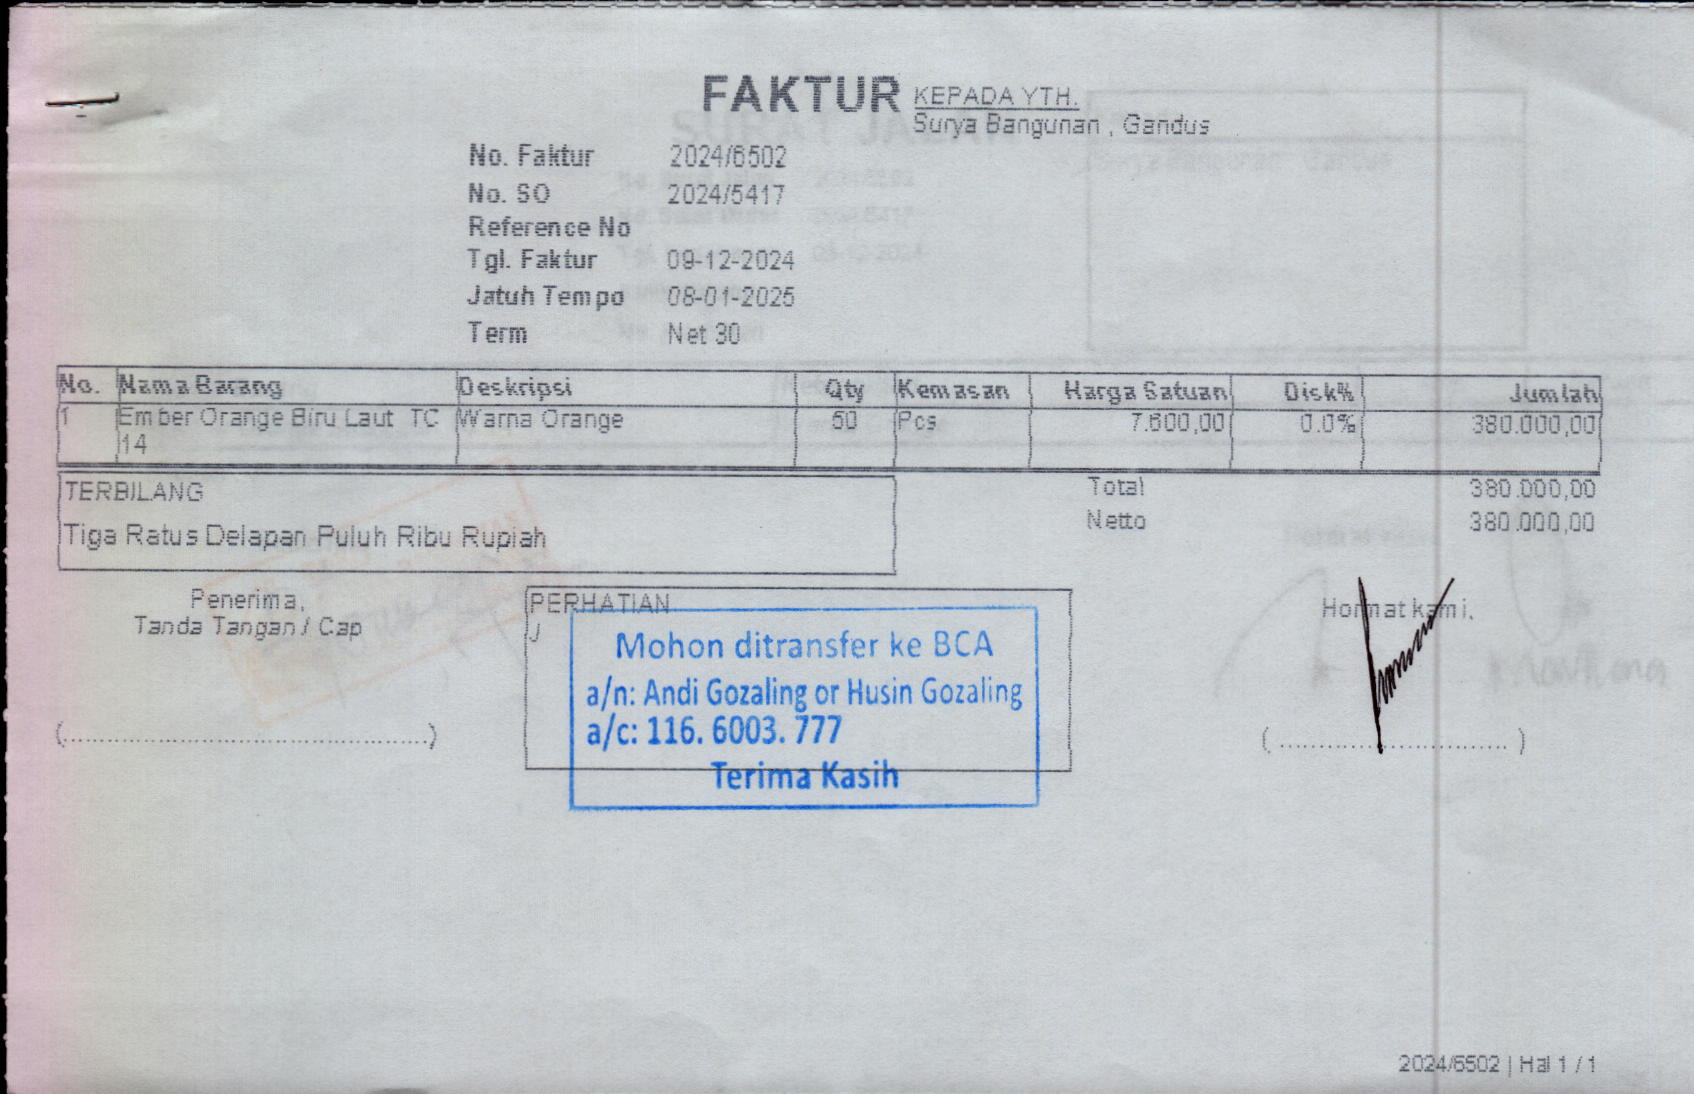 FAKTUR
KEPADA YTH.
Surya Bangunan , Gandus
No. Faktur 2024/6502
No. SO 2024/5417
Reference No
Tgl. Faktur 09-12-2024
Jatuh Tempo 08-01-2025
Term Net 30
No. Nama Barang Deskripsi Qty Kemasan Harga Satuan Disk% Jumlah
1 Ember Orange Biru Laut TC Warna Orange 50 Pcs 7.600,00 0.0% 380.000,00
14
TERBILANG
Tiga Ratus Delapan Puluh Ribu Rupiah
Total 380.000,00
Netto 380.000,00
Penerima,
Tanda Tangan / Cap
(............................................)
PERHATIAN
J
Mohon ditransfer ke BCA
a/n: Andi Gozaling or Husin Gozaling
a/c: 116. 6003. 777
Terima Kasih
Hormat kami,
( ............................ )
2024/6502 | Hal 1 / 1